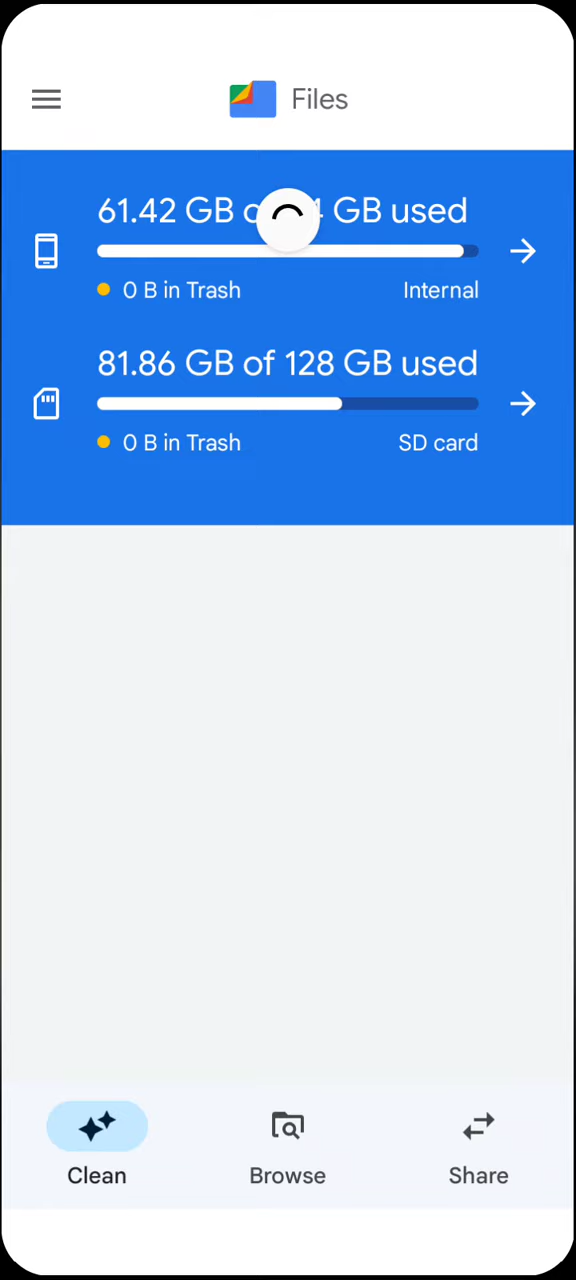 Files
61.42 GB o 4 GB used
0 B in Trash
Internal
81.86 GB of 128 GB used
0 B in Trash
SD card
Clean
Browse
Share